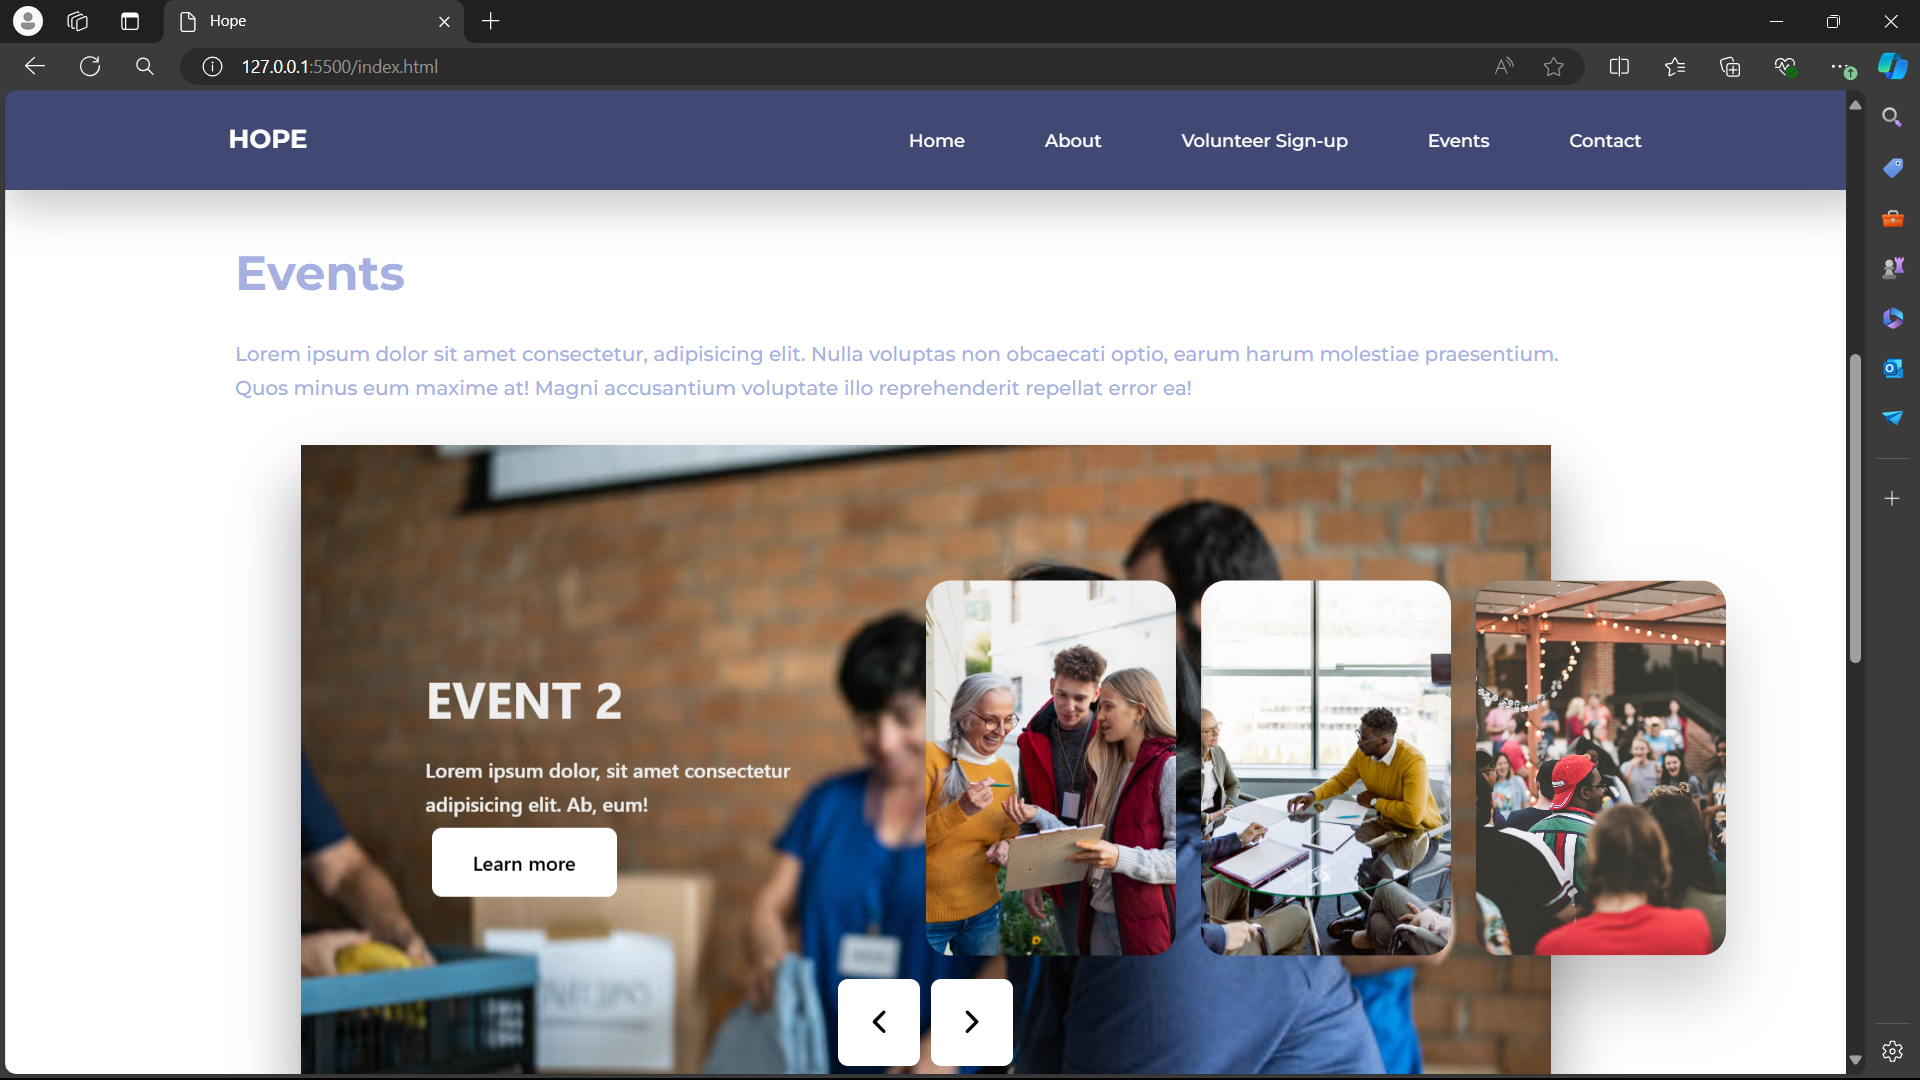 Hope
127.0.0.1:5500/index.html
HOPE
Home
About
Volunteer Sign-up
Events
Contact
Events
Lorem ipsum dolor sit amet consectetur, adipisicing elit. Nulla voluptas non obcaecati optio, earum harum molestiae praesentium.
Quos minus eum maxime at! Magni accusantium voluptate illo reprehenderit repellat error ea!
EVENT 2
Lorem ipsum dolor, sit amet consectetur
adipisicing elit. Ab, eum!
Learn more